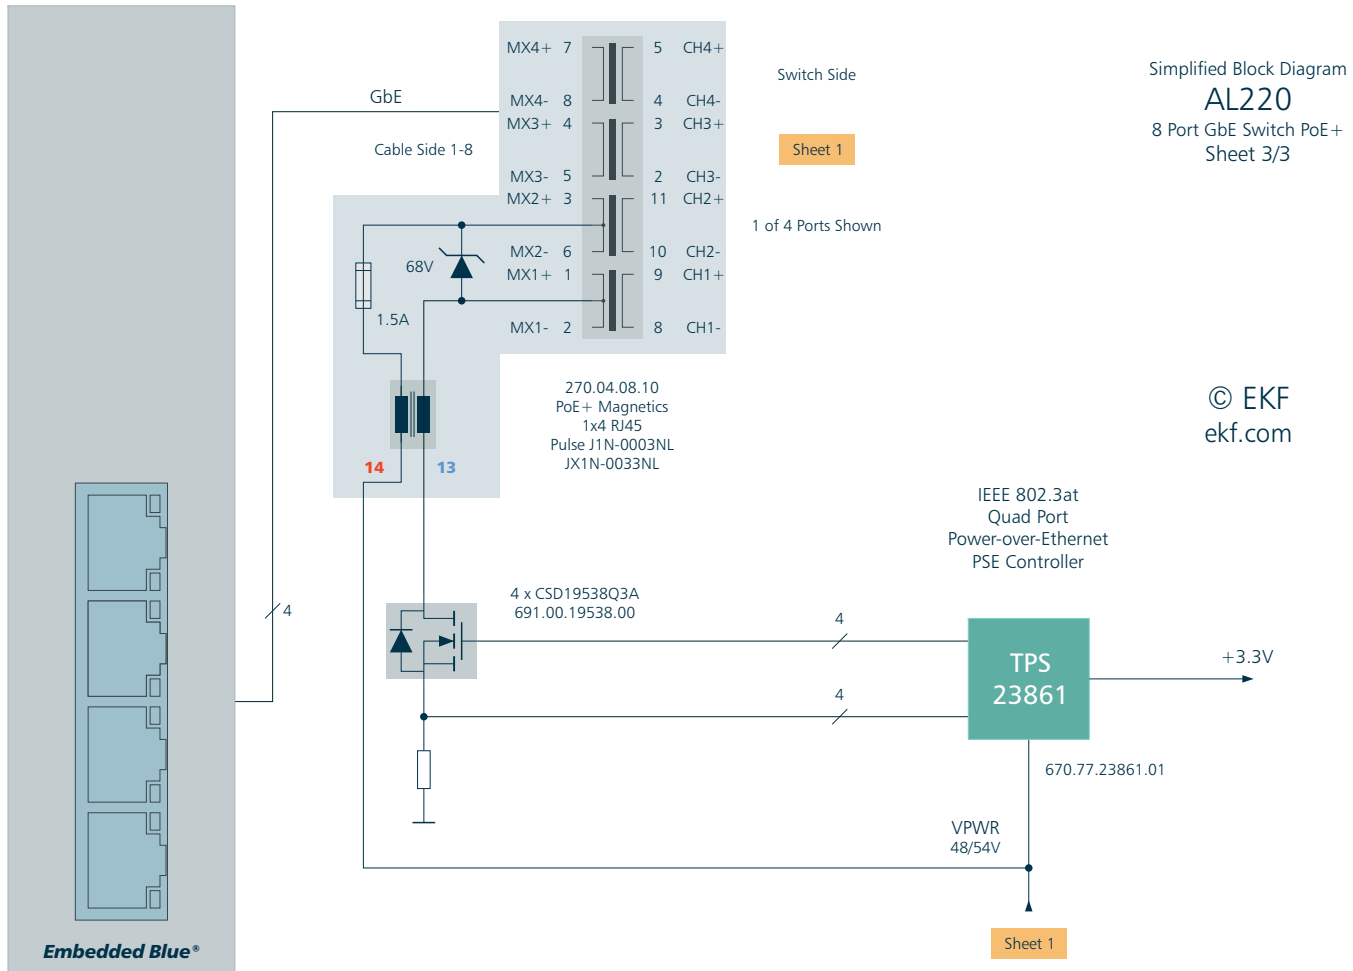 Simplified Block Diagram
AL220
8 Port GbE Switch PoE+
Sheet 3/3
© EKF
ekf.com
GbE
Cable Side 1-8
Switch Side
Sheet 1
1 of 4 Ports Shown
MX4+ 7 5 CH4+
MX4- 8 4 CH4-
MX3+ 4 3 CH3+
MX3- 5 2 CH3-
MX2+ 3 11 CH2+
MX2- 6 10 CH2-
MX1+ 1 9 CH1+
MX1- 2 8 CH1-
68V
1.5A
14 13
270.04.08.10
PoE+ Magnetics
1x4 RJ45
Pulse J1N-0003NL
JX1N-0033NL
IEEE 802.3at
Quad Port
Power-over-Ethernet
PSE Controller
4
4 x CSD19538Q3A
691.00.19538.00
4
4
TPS
23861
+3.3V
670.77.23861.01
VPWR
48/54V
Sheet 1
Embedded Blue®